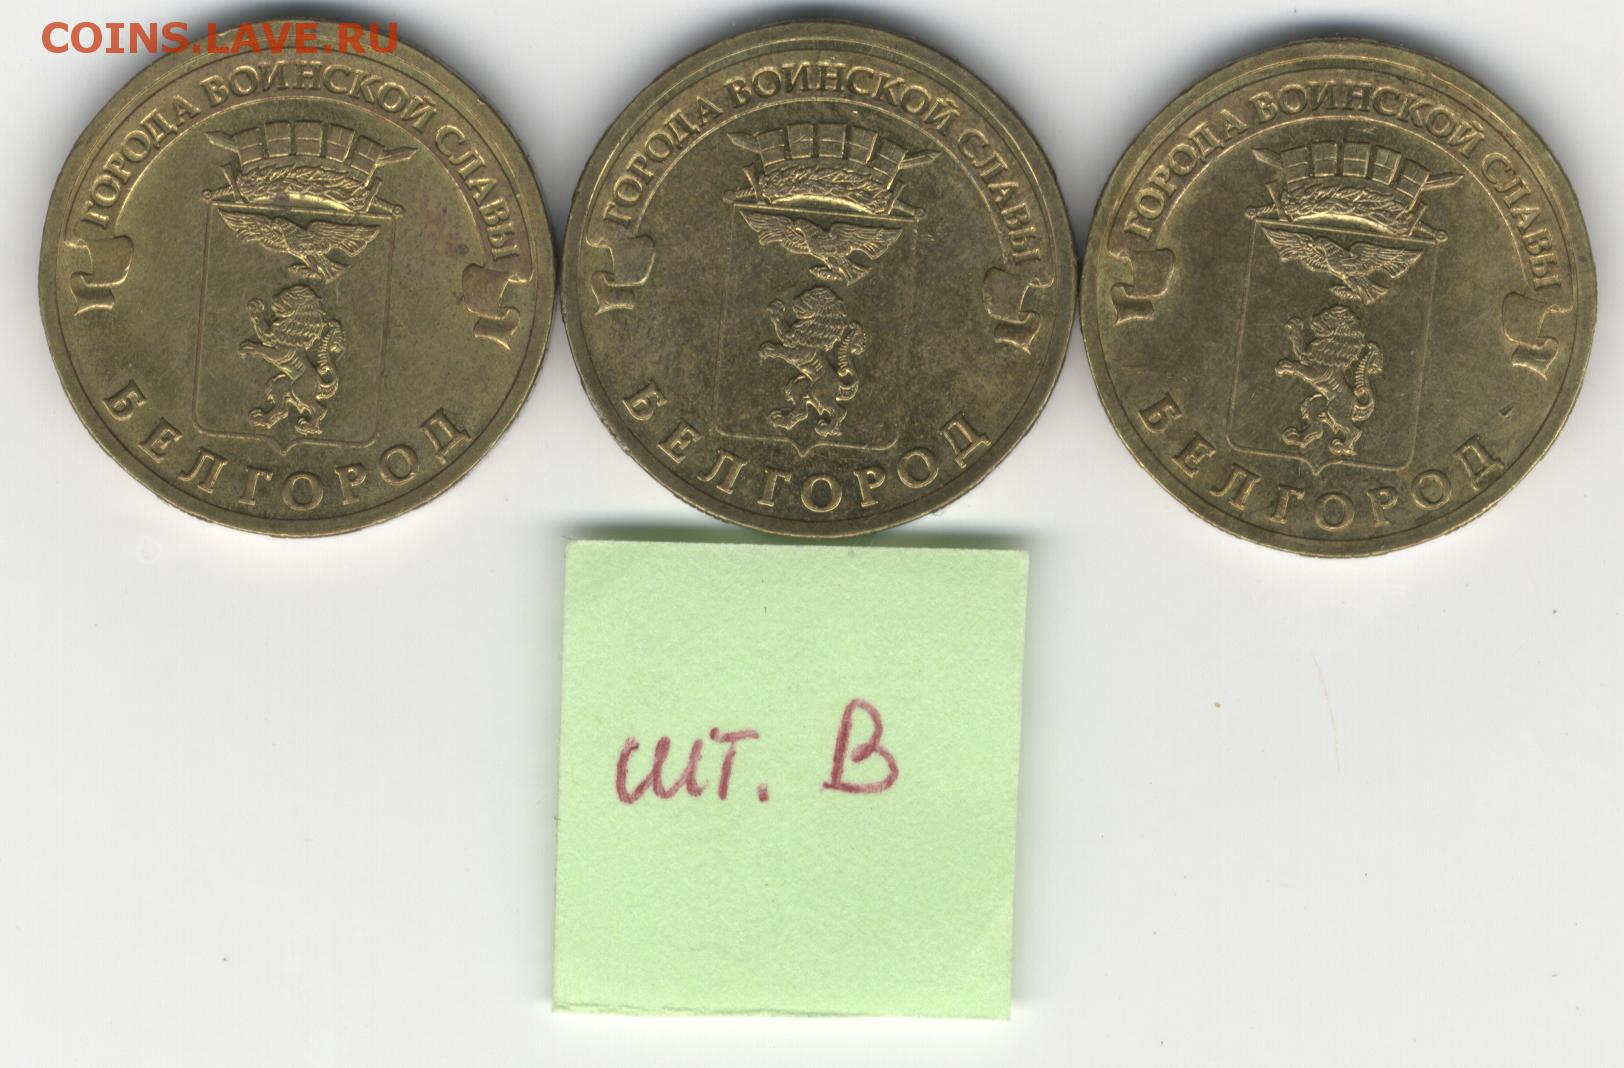 COINS.LAVE.RU
ГОРОДА ВОИНСКОЙ СЛАВЫ
БЕЛГОРОД
ГОРОДА ВОИНСКОЙ СЛАВЫ
БЕЛГОРОД
ГОРОДА ВОИНСКОЙ СЛАВЫ
БЕЛГОРОД
шт. В